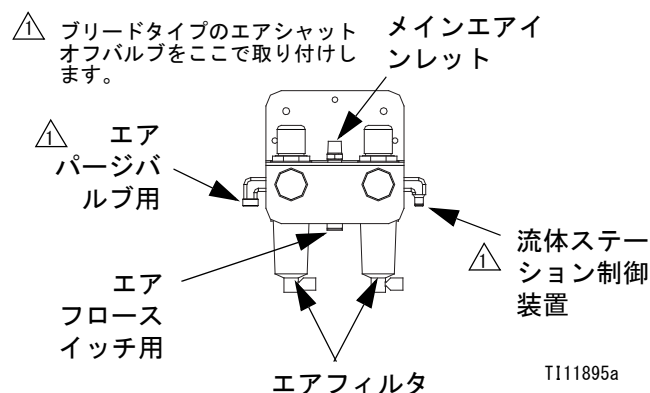 1 ブリードタイプのエアシャット
オフバルブをここで取り付けし
ます。
メインエアイ
ンレット
1 エア
パージバ
ルブ用
エア
フロース
イッチ用
エアフィルタ
1 流体ステー
ション制御
装置
TI11895a